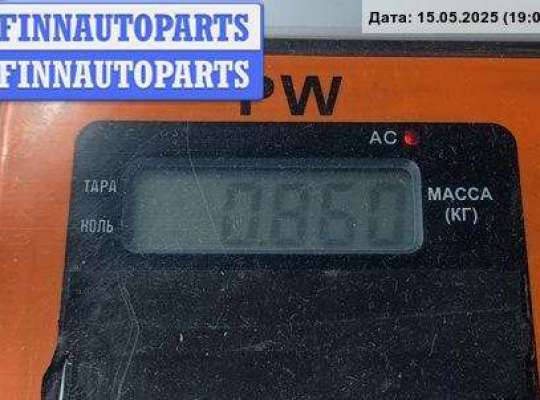 FINNAUTOPARTS
FINNAUTOPARTS
Дата: 15.05.2025 (19:0
PW
AC
ТАРА
НОЛЬ
0.860
МАССА
(КГ)